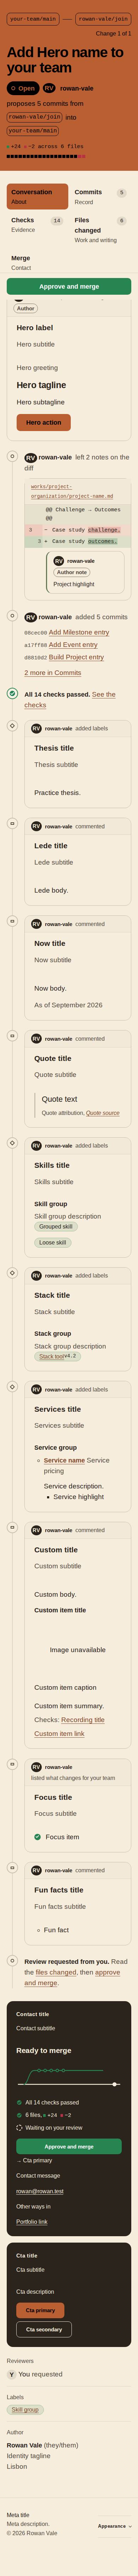 your-team/main
rowan-vale/join
Change 1 of 1
Add Hero name to
your team
Open
RV
rowan-vale
proposes 5 commits from
rowan-vale/join into
your-team/main
+24 −2 across 6 files
Conversation
About
Commits 5
Record
Checks 14
Evidence
Files changed 6
Work and writing
Merge
Contact
Approve and merge
Author
Hero label
Hero subtitle
Hero greeting
Hero tagline
Hero subtagline
Hero action
RV rowan-vale left 2 notes on the
diff
works/project-
organization/project-name.md
@@ Challenge → Outcomes
@@
3 − Case study challenge.
3 + Case study outcomes.
RV rowan-vale
Author note
Project highlight
RV rowan-vale added 5 commits
Add Milestone entry
Add Event entry
Build Project entry
2 more in Commits
All 14 checks passed. See the
checks
RV rowan-vale added labels
Thesis title
Thesis subtitle
Practice thesis.
RV rowan-vale commented
Lede title
Lede subtitle
Lede body.
RV rowan-vale commented
Now title
Now subtitle
Now body.
As of September 2026
RV rowan-vale commented
Quote title
Quote subtitle
Quote text
Quote attribution, Quote source
RV rowan-vale added labels
Skills title
Skills subtitle
Skill group
Skill group description
Grouped skill
Loose skill
RV rowan-vale added labels
Stack title
Stack subtitle
Stack group
Stack group description
Stack tool v4.2
RV rowan-vale added labels
Services title
Services subtitle
Service group
Service name Service
pricing
Service description.
Service highlight
RV rowan-vale commented
Custom title
Custom subtitle
Custom body.
Custom item title
Image unavailable
Custom item caption
Custom item summary.
Checks: Recording title
Custom item link
RV rowan-vale
listed what changes for your team
Focus title
Focus subtitle
Focus item
RV rowan-vale commented
Fun facts title
Fun facts subtitle
Fun fact
Review requested from you. Read
the files changed, then approve
and merge.
Contact title
Contact subtitle
Ready to merge
All 14 checks passed
6 files, +24 −2
Waiting on your review
Approve and merge
→ Cta primary
Contact message
rowan@rowan.test
Other ways in
Portfolio link
Cta title
Cta subtitle
Cta description
Cta primary
Cta secondary
Reviewers
Y You requested
Labels
Skill group
Author
Rowan Vale (they/them)
Identity tagline
Lisbon
Meta title
Meta description.
© 2026 Rowan Vale
Appearance